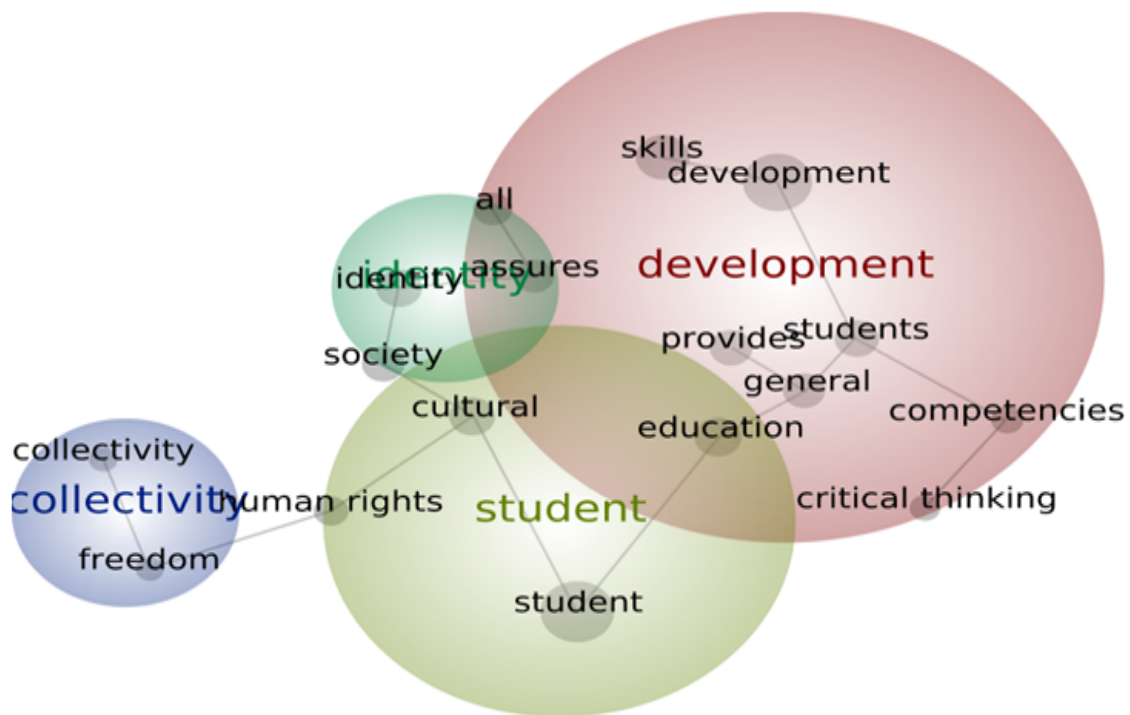 skills
development
all
identity
identity
assures
development
provides
students
society
general
cultural
education
competencies
collectivity
collectivity
human rights
student
critical thinking
freedom
student